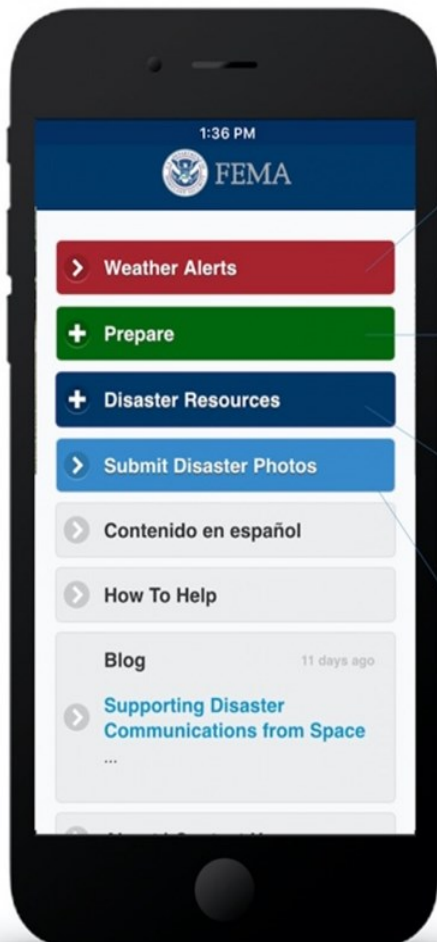 1:36 PM
FEMA
Weather Alerts
Prepare
Disaster Resources
Submit Disaster Photos
Contenido en español
How To Help
Blog
11 days ago
Supporting Disaster
Communications from Space
...